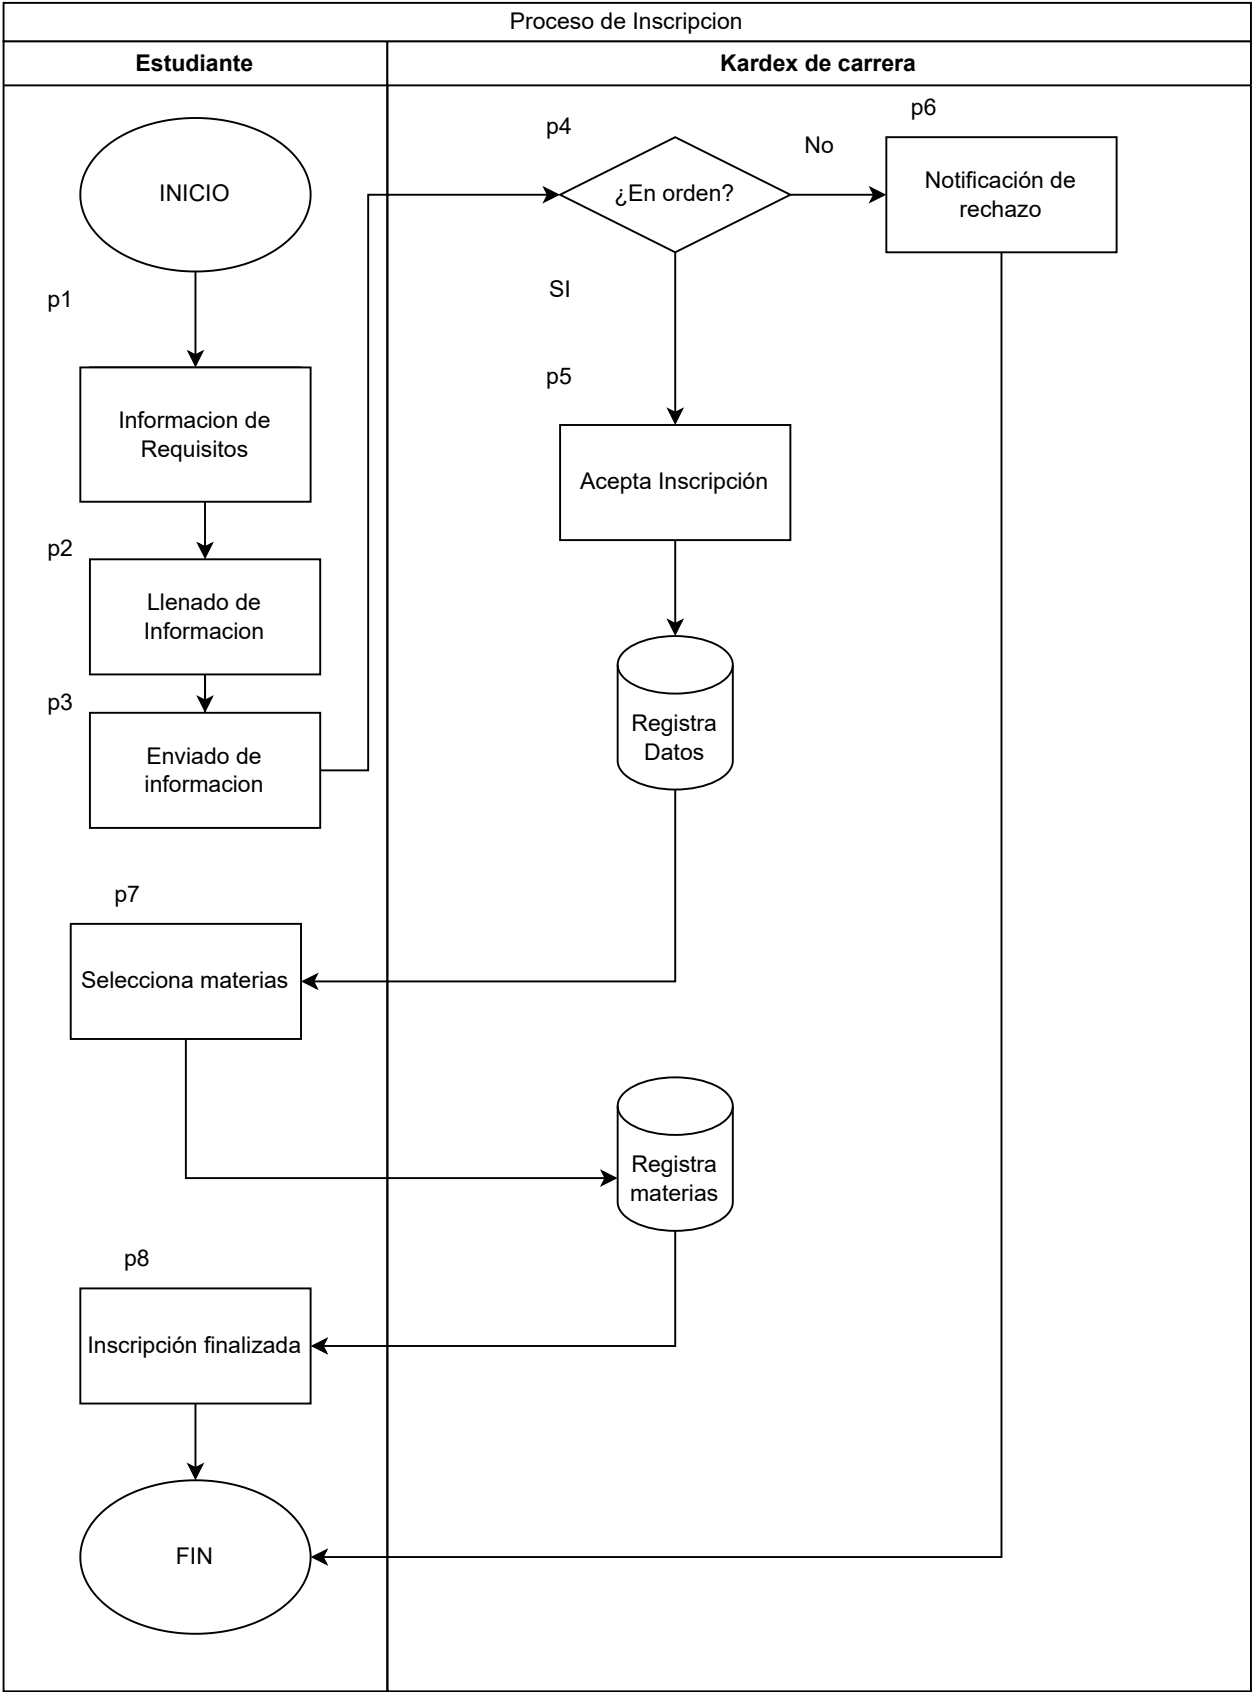 Proceso de Inscripcion
Estudiante
Kardex de carrera
INICIO
p1
Informacion de
Requisitos
p2
Llenado de
Informacion
p3
Enviado de
informacion
p4
¿En orden?
No
p6
Notificación de
rechazo
SI
p5
Acepta Inscripción
Registra
Datos
p7
Selecciona materias
Registra
materias
p8
Inscripción finalizada
FIN